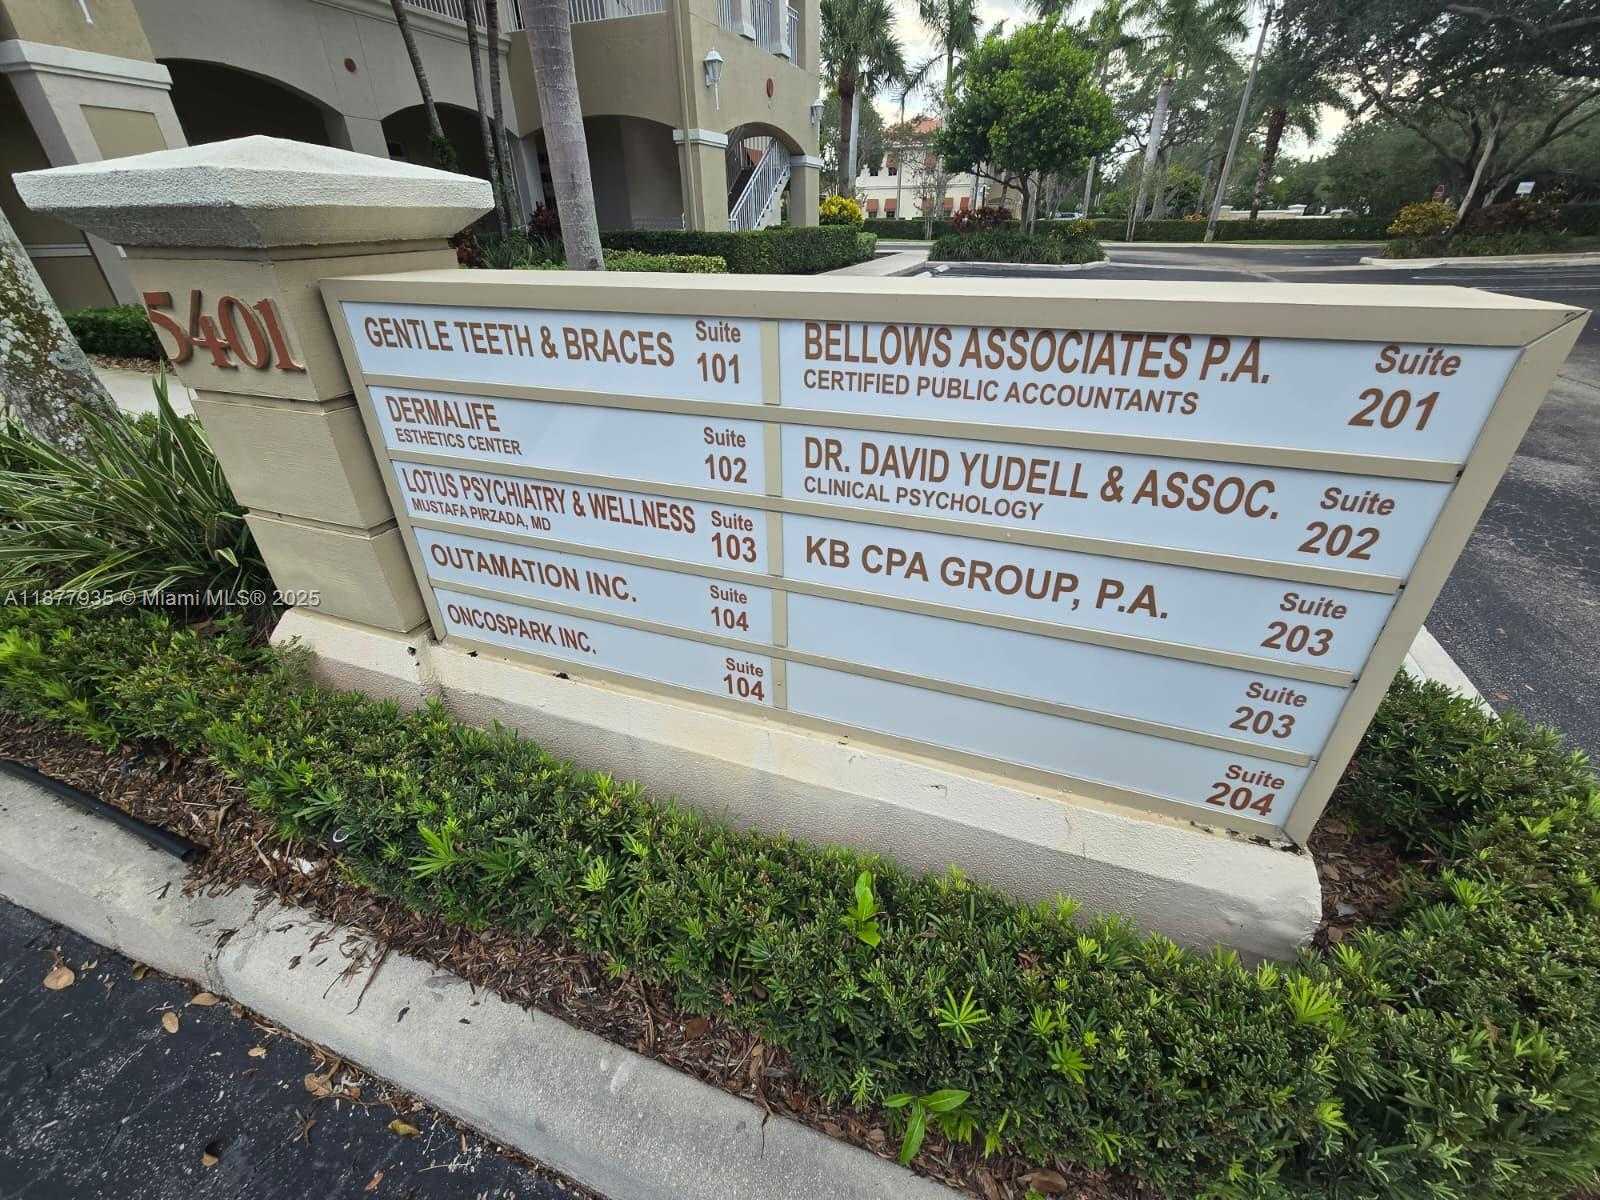 5401
GENTLE TEETH & BRACES
Suite
101
DERMALIFE
ESTHETICS CENTER
Suite
102
LOTUS PSYCHIATRY & WELLNESS
MUSTAFA PIRZADA, MD
Suite
103
OUTAMATION INC.
Suite
104
ONCOSPARK INC.
Suite
104
BELLOWS ASSOCIATES P.A.
CERTIFIED PUBLIC ACCOUNTANTS
Suite
201
DR. DAVID YUDELL & ASSOC.
CLINICAL PSYCHOLOGY
Suite
202
KB CPA GROUP, P.A.
Suite
203
Suite
203
Suite
204
A11877935 © Miami MLS® 2025